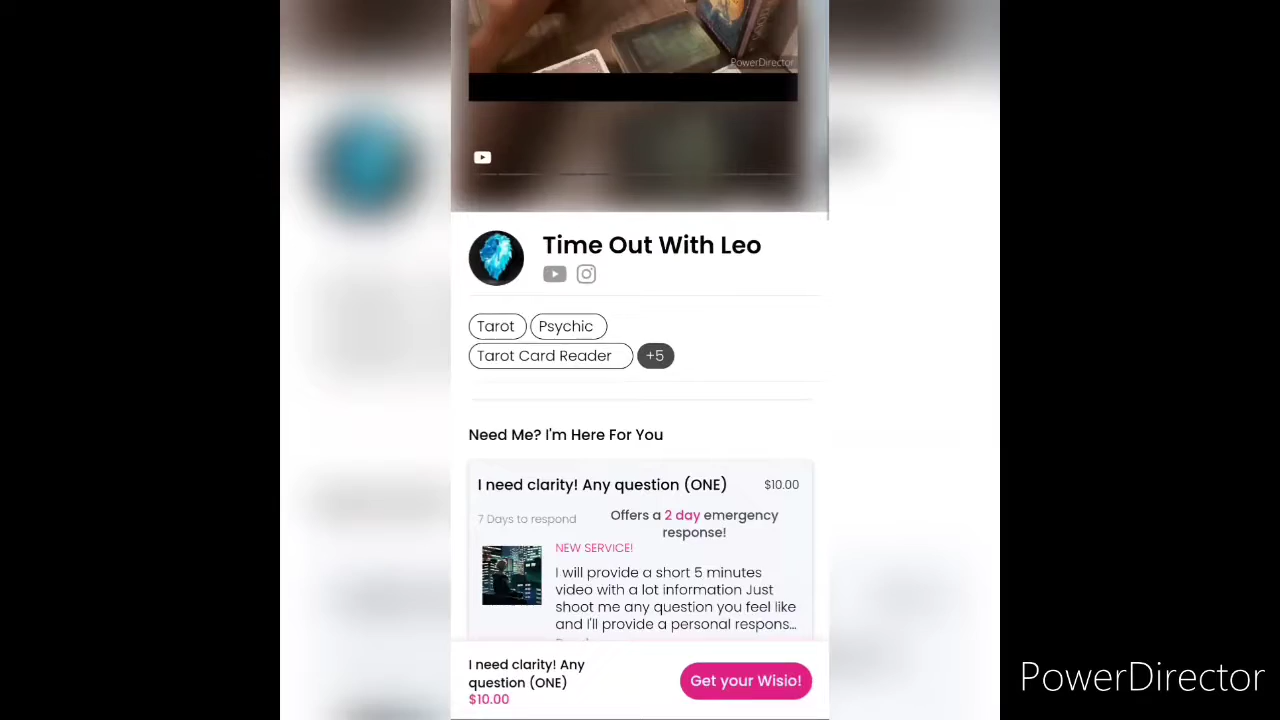 PowerDirector
Time Out With Leo
Tarot
Psychic
Tarot Card Reader
+5
Need Me? I'm Here For You
I need clarity! Any question (ONE)
$10.00
7 Days to respond
Offers a 2 day emergency
response!
NEW SERVICE!
I will provide a short 5 minutes
video with a lot information Just
shoot me any question you feel like
and I'll provide a personal respons...
I need clarity! Any
question (ONE)
$10.00
Get your Wisio!
PowerDirector